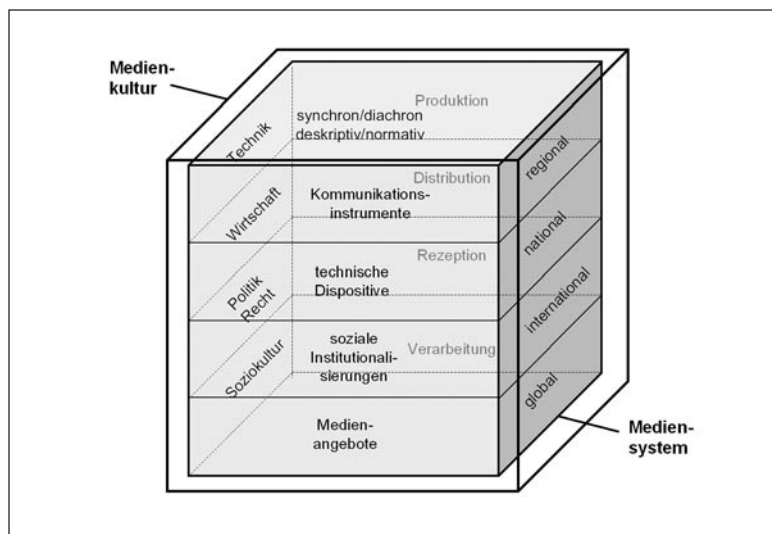 Medien-
kultur
Produktion
synchron/diachron
deskriptiv/normativ
Technik
regional
Distribution
Kommunikations-
instrumente
Wirtschaft
national
Rezeption
technische
Dispositive
Politik
Recht
international
soziale
Institutionali-
sierungen
Verarbeitung
Soziokultur
global
Medien-
angebote
Medien-
system